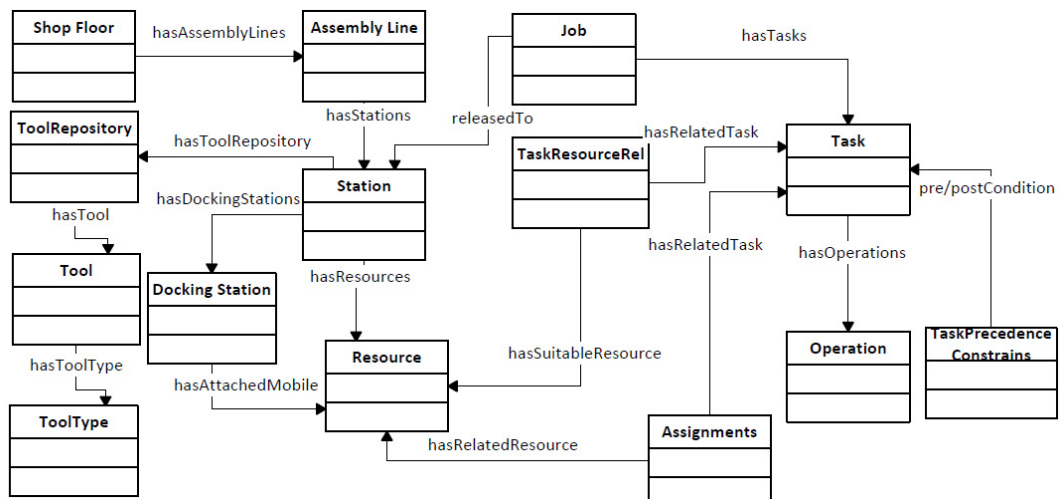 Shop Floor
hasAssemblyLines
Assembly Line
Job
hasTasks
hasStations
releasedTo
ToolRepository
hasToolRepository
hasRelatedTask
Task
TaskResourceRel
Station
pre/postCondition
hasDockingStations
hasTool
hasRelatedTask
hasOperations
Tool
Docking Station
hasResources
Resource
hasSuitableResource
Operation
TaskPrecedence
Constrains
hasToolType
hasAttachedMobile
ToolType
Assignments
hasRelatedResource